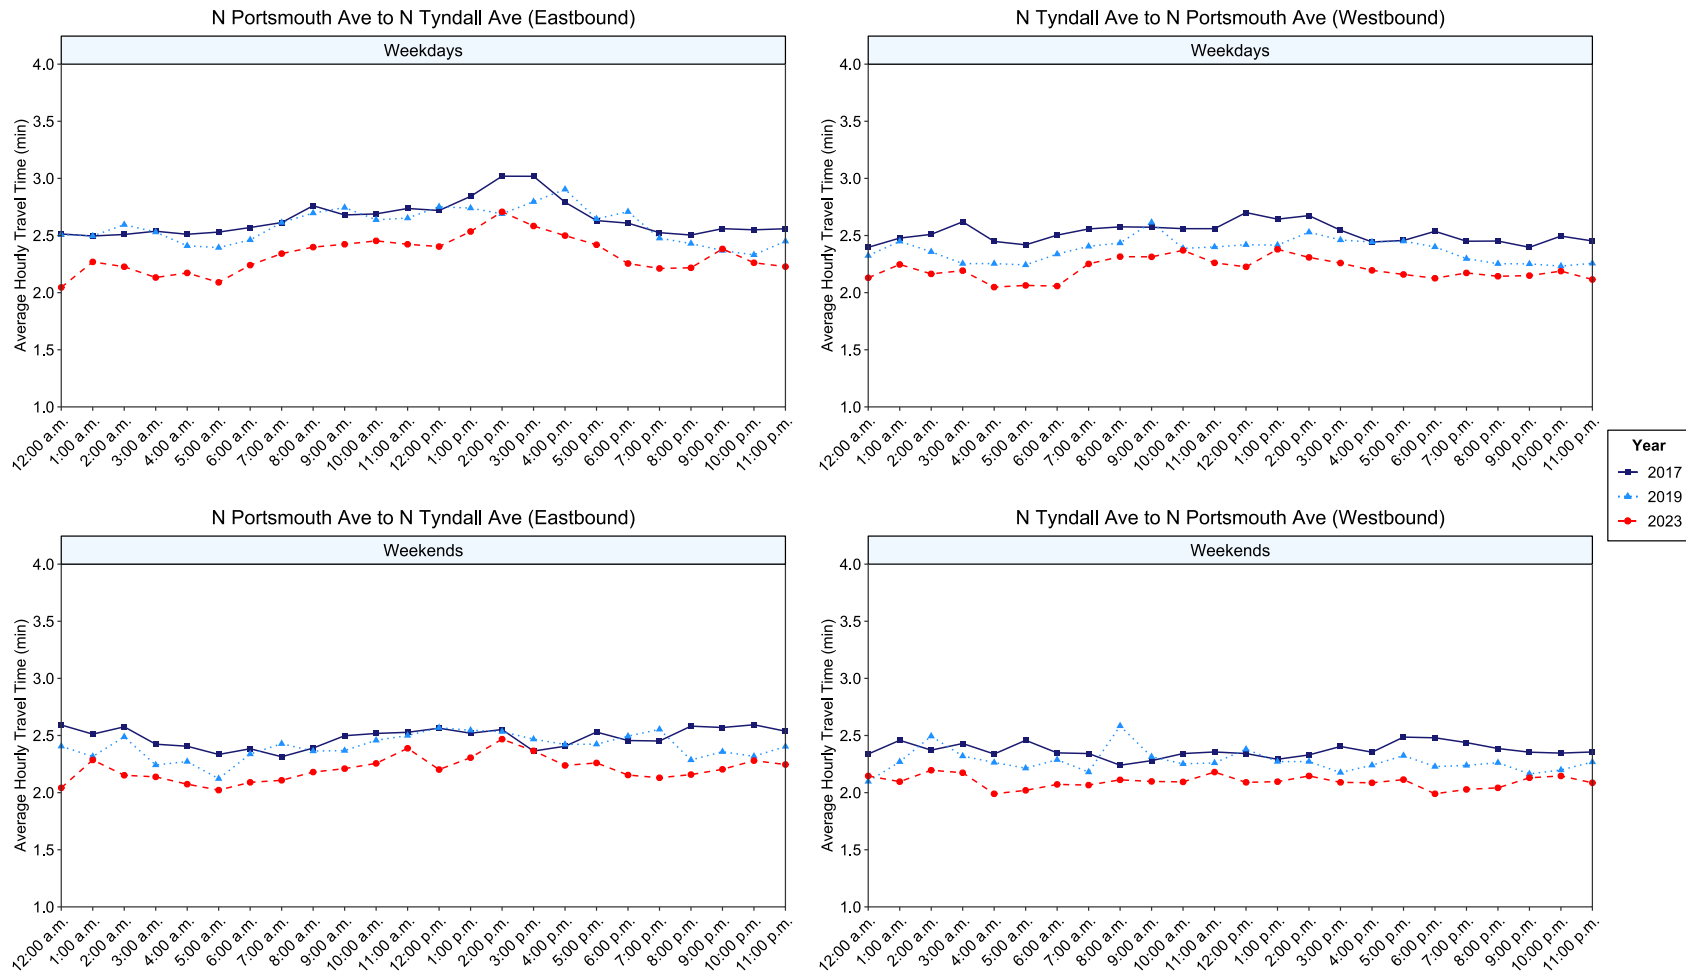 N Portsmouth Ave to N Tyndall Ave (Eastbound)
Weekdays
Average Hourly Travel Time (min)
4.0
3.5
3.0
2.5
2.0
1.5
1.0
12:00 a.m.
1:00 a.m.
2:00 a.m.
3:00 a.m.
4:00 a.m.
5:00 a.m.
6:00 a.m.
7:00 a.m.
8:00 a.m.
9:00 a.m.
10:00 a.m.
11:00 a.m.
12:00 p.m.
1:00 p.m.
2:00 p.m.
3:00 p.m.
4:00 p.m.
5:00 p.m.
6:00 p.m.
7:00 p.m.
8:00 p.m.
9:00 p.m.
10:00 p.m.
11:00 p.m.
N Tyndall Ave to N Portsmouth Ave (Westbound)
Weekdays
Average Hourly Travel Time (min)
4.0
3.5
3.0
2.5
2.0
1.5
1.0
12:00 a.m.
1:00 a.m.
2:00 a.m.
3:00 a.m.
4:00 a.m.
5:00 a.m.
6:00 a.m.
7:00 a.m.
8:00 a.m.
9:00 a.m.
10:00 a.m.
11:00 a.m.
12:00 p.m.
1:00 p.m.
2:00 p.m.
3:00 p.m.
4:00 p.m.
5:00 p.m.
6:00 p.m.
7:00 p.m.
8:00 p.m.
9:00 p.m.
10:00 p.m.
11:00 p.m.
Year
2017
2019
2023
N Portsmouth Ave to N Tyndall Ave (Eastbound)
Weekends
Average Hourly Travel Time (min)
4.0
3.5
3.0
2.5
2.0
1.5
1.0
12:00 a.m.
1:00 a.m.
2:00 a.m.
3:00 a.m.
4:00 a.m.
5:00 a.m.
6:00 a.m.
7:00 a.m.
8:00 a.m.
9:00 a.m.
10:00 a.m.
11:00 a.m.
12:00 p.m.
1:00 p.m.
2:00 p.m.
3:00 p.m.
4:00 p.m.
5:00 p.m.
6:00 p.m.
7:00 p.m.
8:00 p.m.
9:00 p.m.
10:00 p.m.
11:00 p.m.
N Tyndall Ave to N Portsmouth Ave (Westbound)
Weekends
Average Hourly Travel Time (min)
4.0
3.5
3.0
2.5
2.0
1.5
1.0
12:00 a.m.
1:00 a.m.
2:00 a.m.
3:00 a.m.
4:00 a.m.
5:00 a.m.
6:00 a.m.
7:00 a.m.
8:00 a.m.
9:00 a.m.
10:00 a.m.
11:00 a.m.
12:00 p.m.
1:00 p.m.
2:00 p.m.
3:00 p.m.
4:00 p.m.
5:00 p.m.
6:00 p.m.
7:00 p.m.
8:00 p.m.
9:00 p.m.
10:00 p.m.
11:00 p.m.